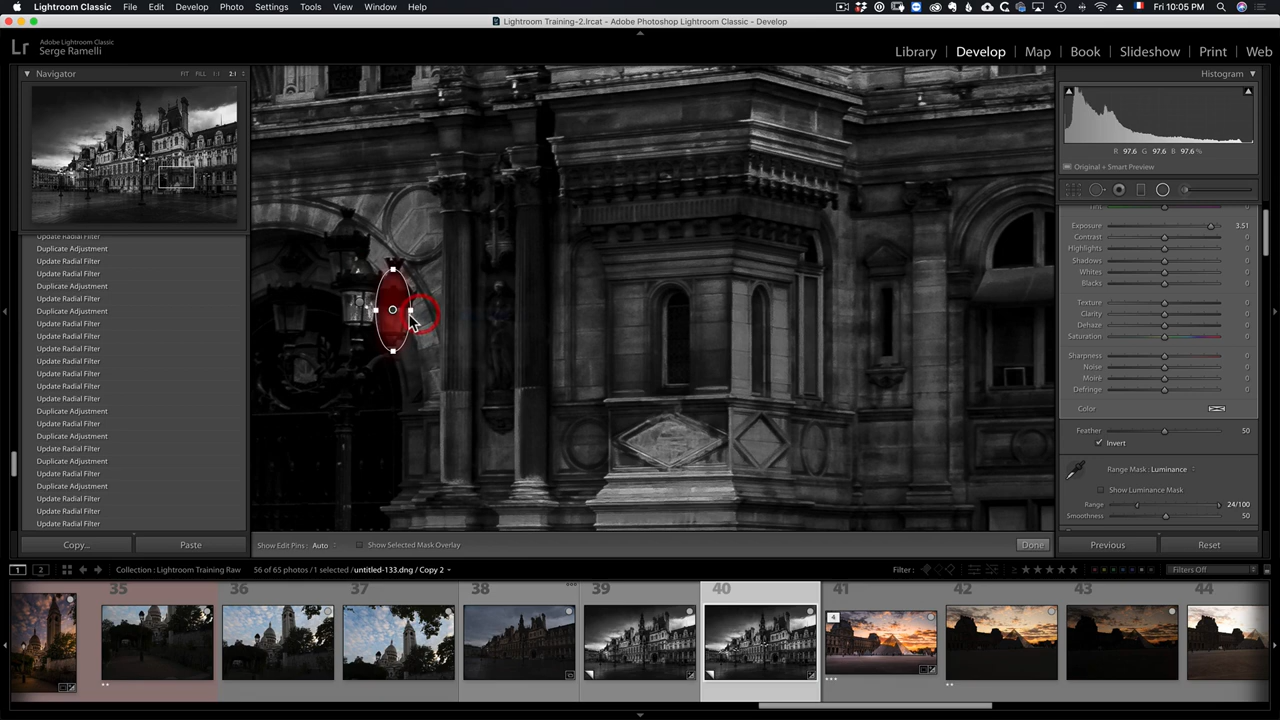 Lightroom Classic File Edit Develop Photo Settings Tools View Window Help Fri 10:05 PM
Lightroom Training-2.lrcat - Adobe Photoshop Lightroom Classic - Develop
Lr Adobe Lightroom Classic
Serge Ramelli
Library | Develop | Map | Book | Slideshow | Print | Web
Navigator FIT FILL 1:1 2:1
Histogram
R 97.6 G 97.6 B 97.6 %
Original + Smart Preview
Update Radial Filter
Duplicate Adjustment
Update Radial Filter
Update Radial Filter
Duplicate Adjustment
Update Radial Filter
Duplicate Adjustment
Update Radial Filter
Update Radial Filter
Update Radial Filter
Update Radial Filter
Update Radial Filter
Update Radial Filter
Update Radial Filter
Duplicate Adjustment
Update Radial Filter
Duplicate Adjustment
Update Radial Filter
Duplicate Adjustment
Update Radial Filter
Duplicate Adjustment
Update Radial Filter
Update Radial Filter
Update Radial Filter
Tint 0
Exposure 3.51
Contrast 0
Highlights 0
Shadows 0
Whites 0
Blacks 0
Texture 0
Clarity 0
Dehaze 0
Saturation 0
Sharpness 0
Noise 0
Moiré 0
Defringe 0
Color
Feather 50
Invert
Range Mask : Luminance
Show Luminance Mask
Range 24/100
Smoothness 50
Copy... Paste
Show Edit Pins : Auto Show Selected Mask Overlay Done
Previous Reset
1 2 Collection : Lightroom Training Raw 56 of 65 photos / 1 selected / untitled-133.dng / Copy 2 Filter : Filters Off
35 36 37 38 39 40 41 42 43 44
4